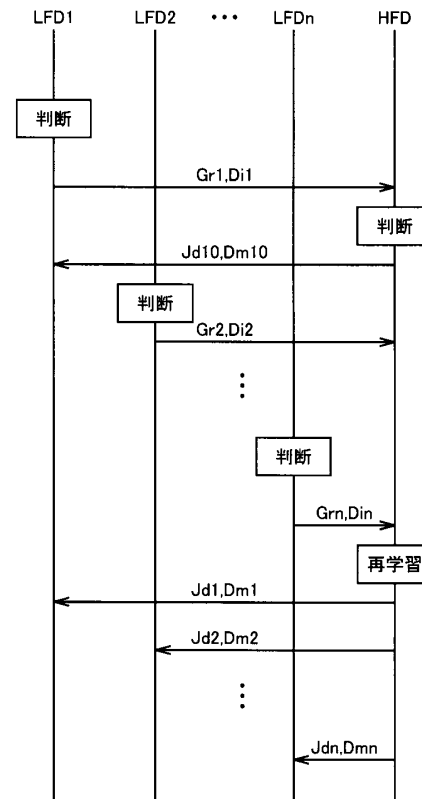 LFD1 LFD2 ⋯ LFDn HFD
判断
Gr1,Di1
判断
Jd10,Dm10
判断
Gr2,Di2
⋮
判断
Grn,Din
再学習
Jd1,Dm1
Jd2,Dm2
⋮
Jdn,Dmn